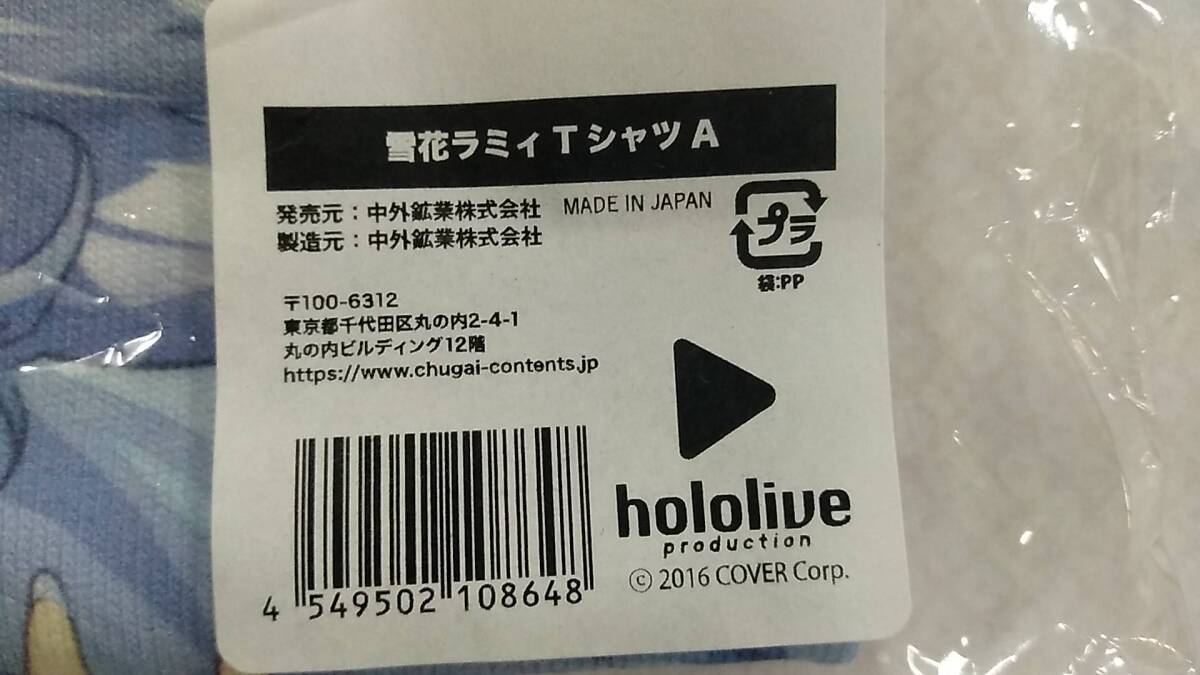 雪花ラミィTシャツA
発売元：中外鉱業株式会社 MADE IN JAPAN
製造元：中外鉱業株式会社
プラ
袋:PP
〒100-6312
東京都千代田区丸の内2-4-1
丸の内ビルディング12階
https://www.chugai-contents.jp
hololive
production
© 2016 COVER Corp.
4 549502 108648